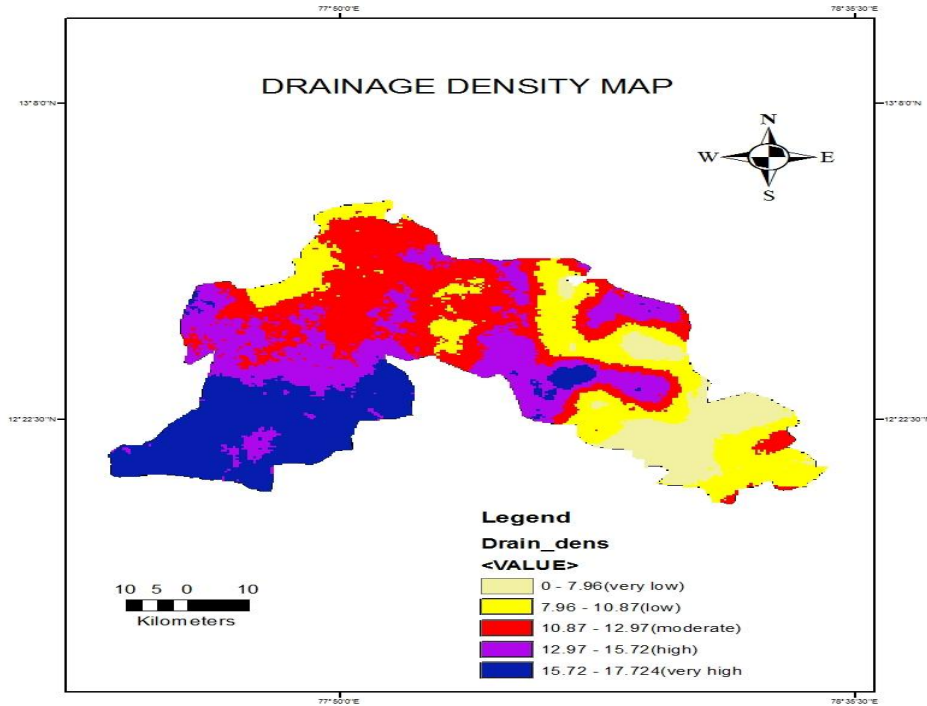 77°50'0"E 78°35'30"E
DRAINAGE DENSITY MAP
13°8'0"N 13°8'0"N
N
W E
S
12°22'30"N 12°22'30"N
Legend
Drain_dens
<VALUE>
0 - 7.96(very low)
7.96 - 10.87(low)
10.87 - 12.97(moderate)
12.97 - 15.72(high)
15.72 - 17.724(very high
10 5 0 10
Kilometers
77°50'0"E 78°35'30"E